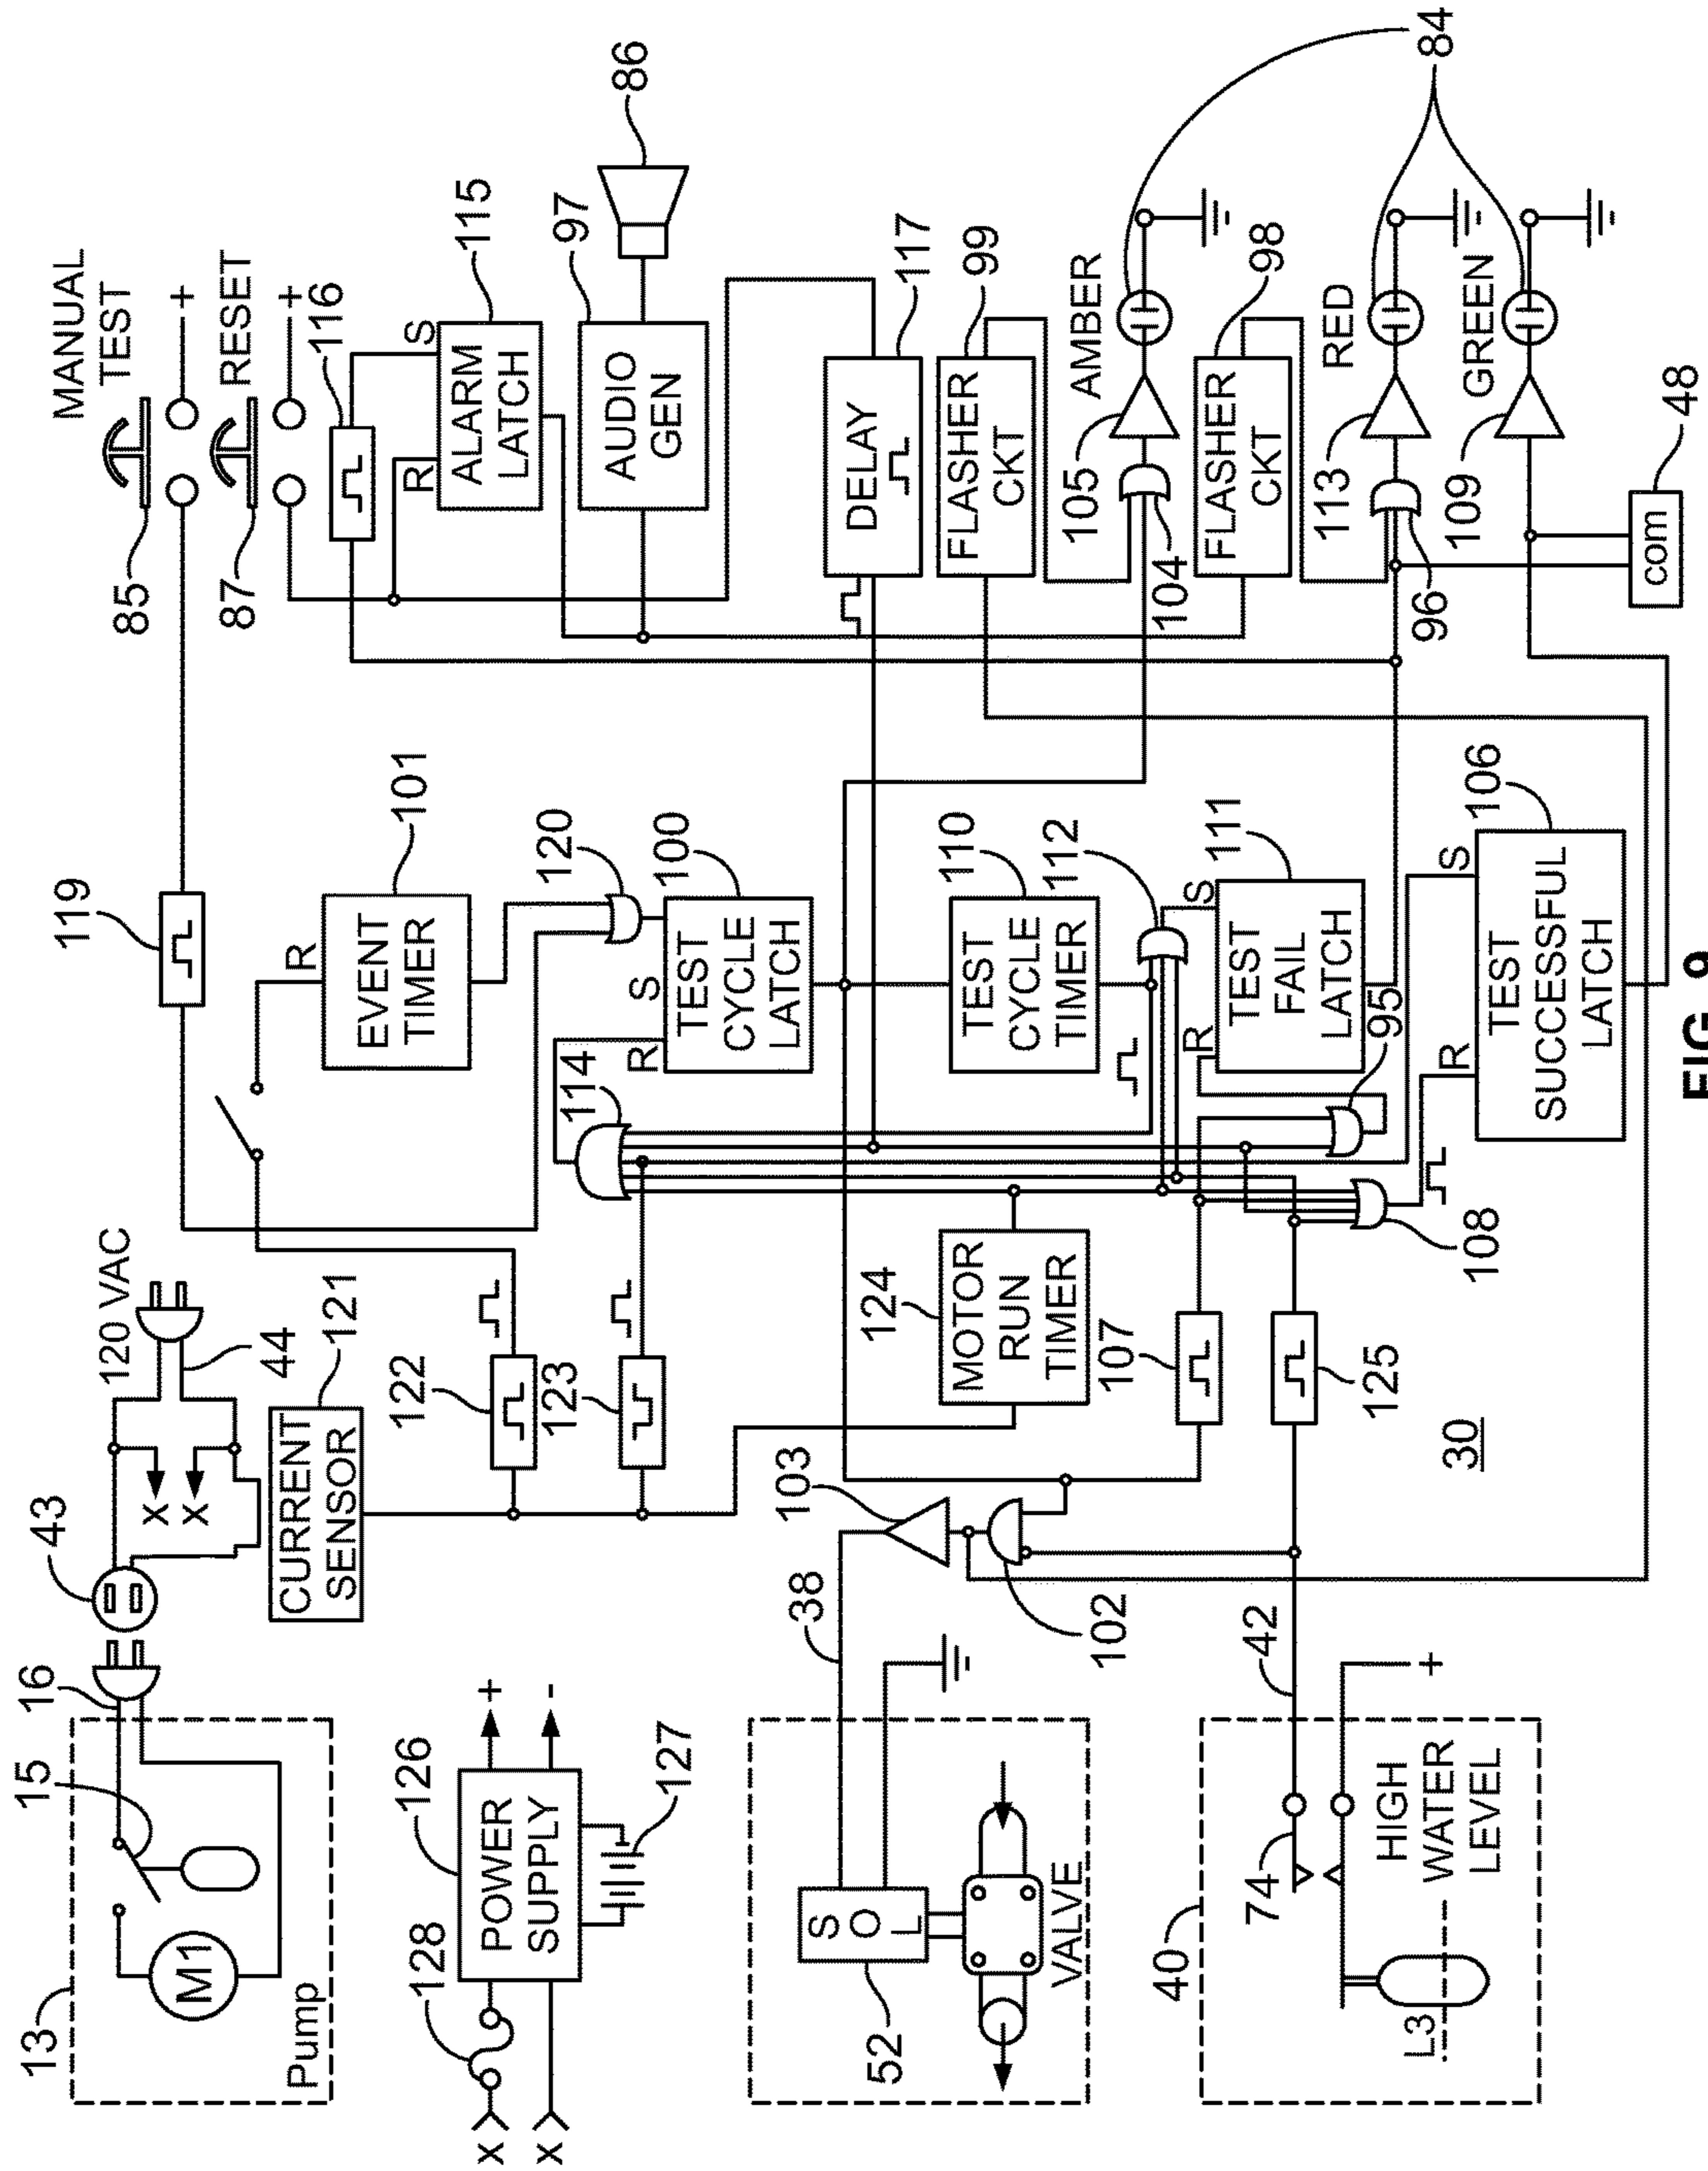 MANUAL
TEST
+
85
RESET
+
87
116
S
R
ALARM
LATCH
115
AUDIO
GEN
97
86
DELAY
117
FLASHER
CKT
99
AMBER
105
104
84
FLASHER
CKT
98
RED
113
96
GREEN
109
com
48
119
R
EVENT
TIMER
101
120
100
S
R
TEST
CYCLE
LATCH
114
TEST
CYCLE
TIMER
110
112
S
R
TEST
FAIL
LATCH
111
95
S
R
TEST
SUCCESSFUL
LATCH
106
108
120 VAC
44
43
X
X
CURRENT
SENSOR
121
122
123
MOTOR
RUN
TIMER
124
107
125
30
103
102
38
42
16
15
13
M1
Pump
POWER
SUPPLY
126
+
-
127
128
X
X
S
O
L
52
VALVE
40
74
+
HIGH
WATER
LEVEL
L3
FIG. 9